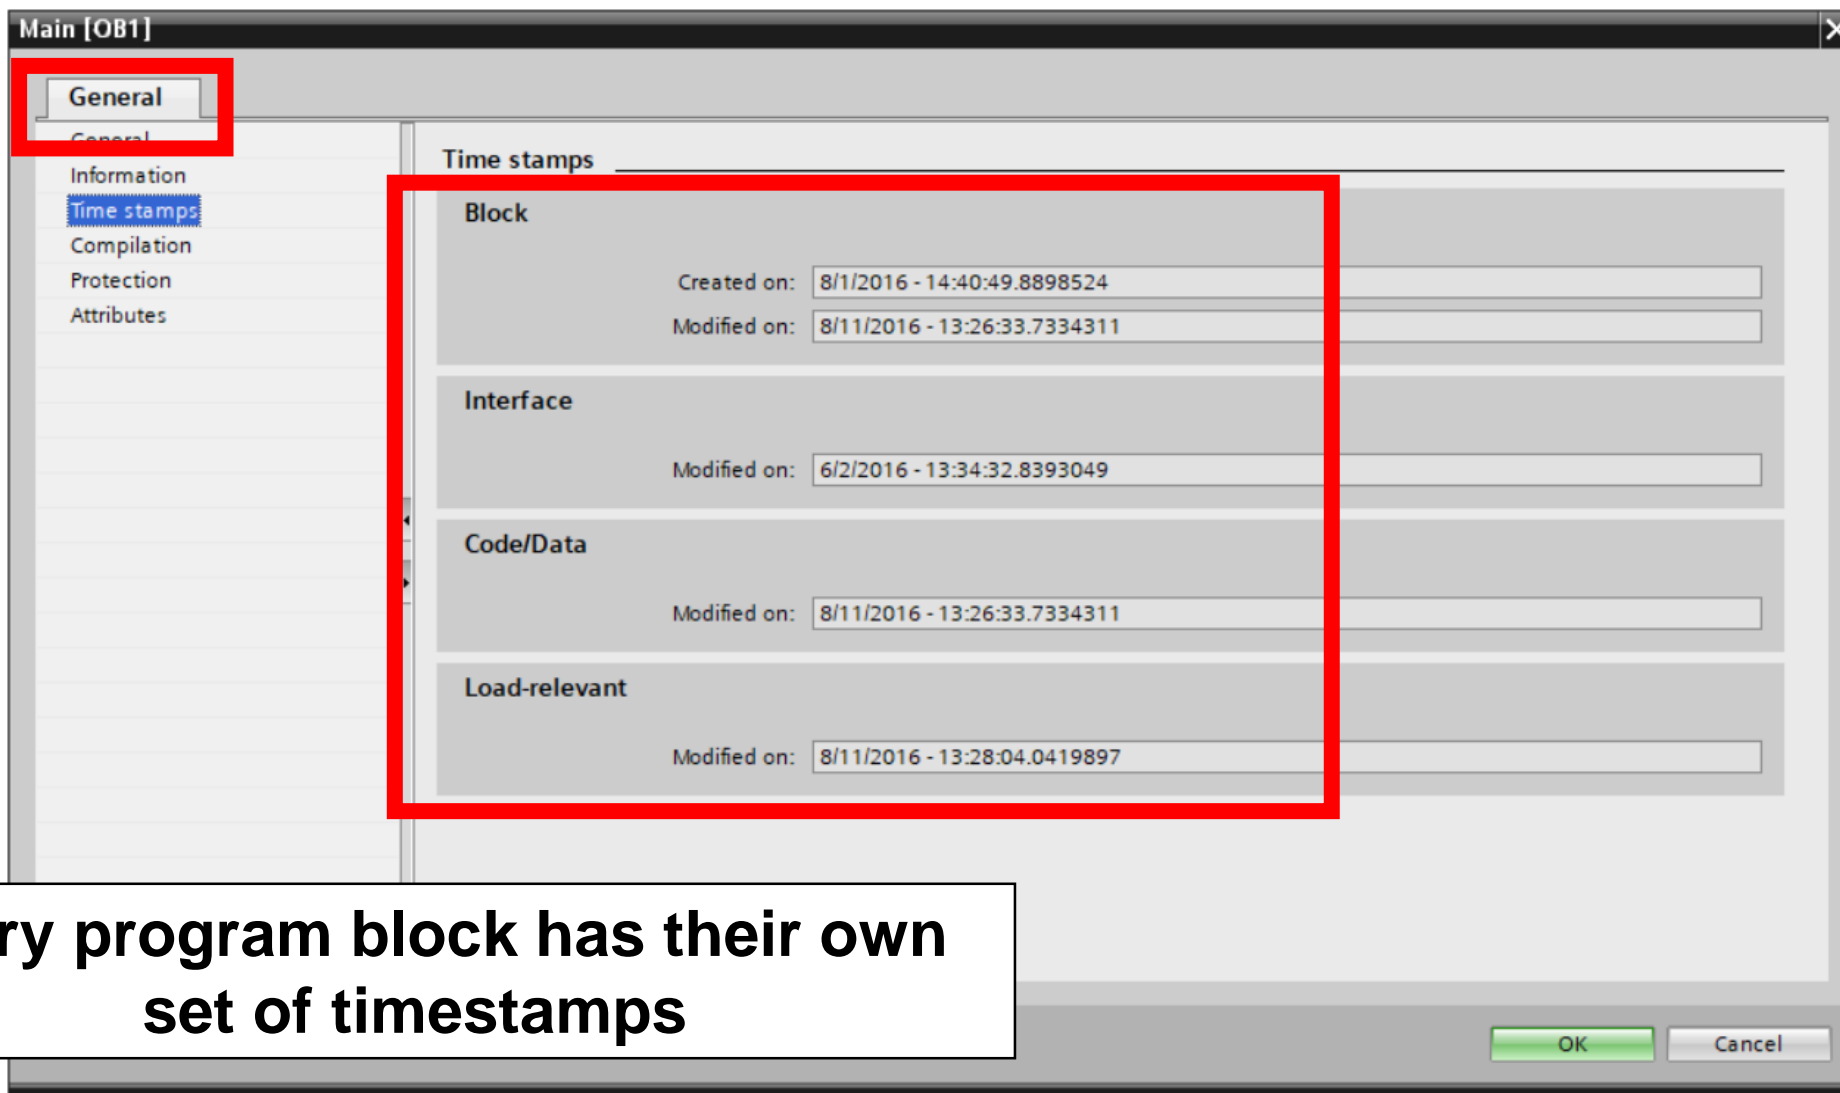 Main [OB1]
General
General
Information
Time stamps
Compilation
Protection
Attributes
Time stamps
Block
Created on: 8/1/2016 - 14:40:49.8898524
Modified on: 8/11/2016 - 13:26:33.7334311
Interface
Modified on: 6/2/2016 - 13:34:32.8393049
Code/Data
Modified on: 8/11/2016 - 13:26:33.7334311
Load-relevant
Modified on: 8/11/2016 - 13:28:04.0419897
ry program block has their own
set of timestamps
OK Cancel